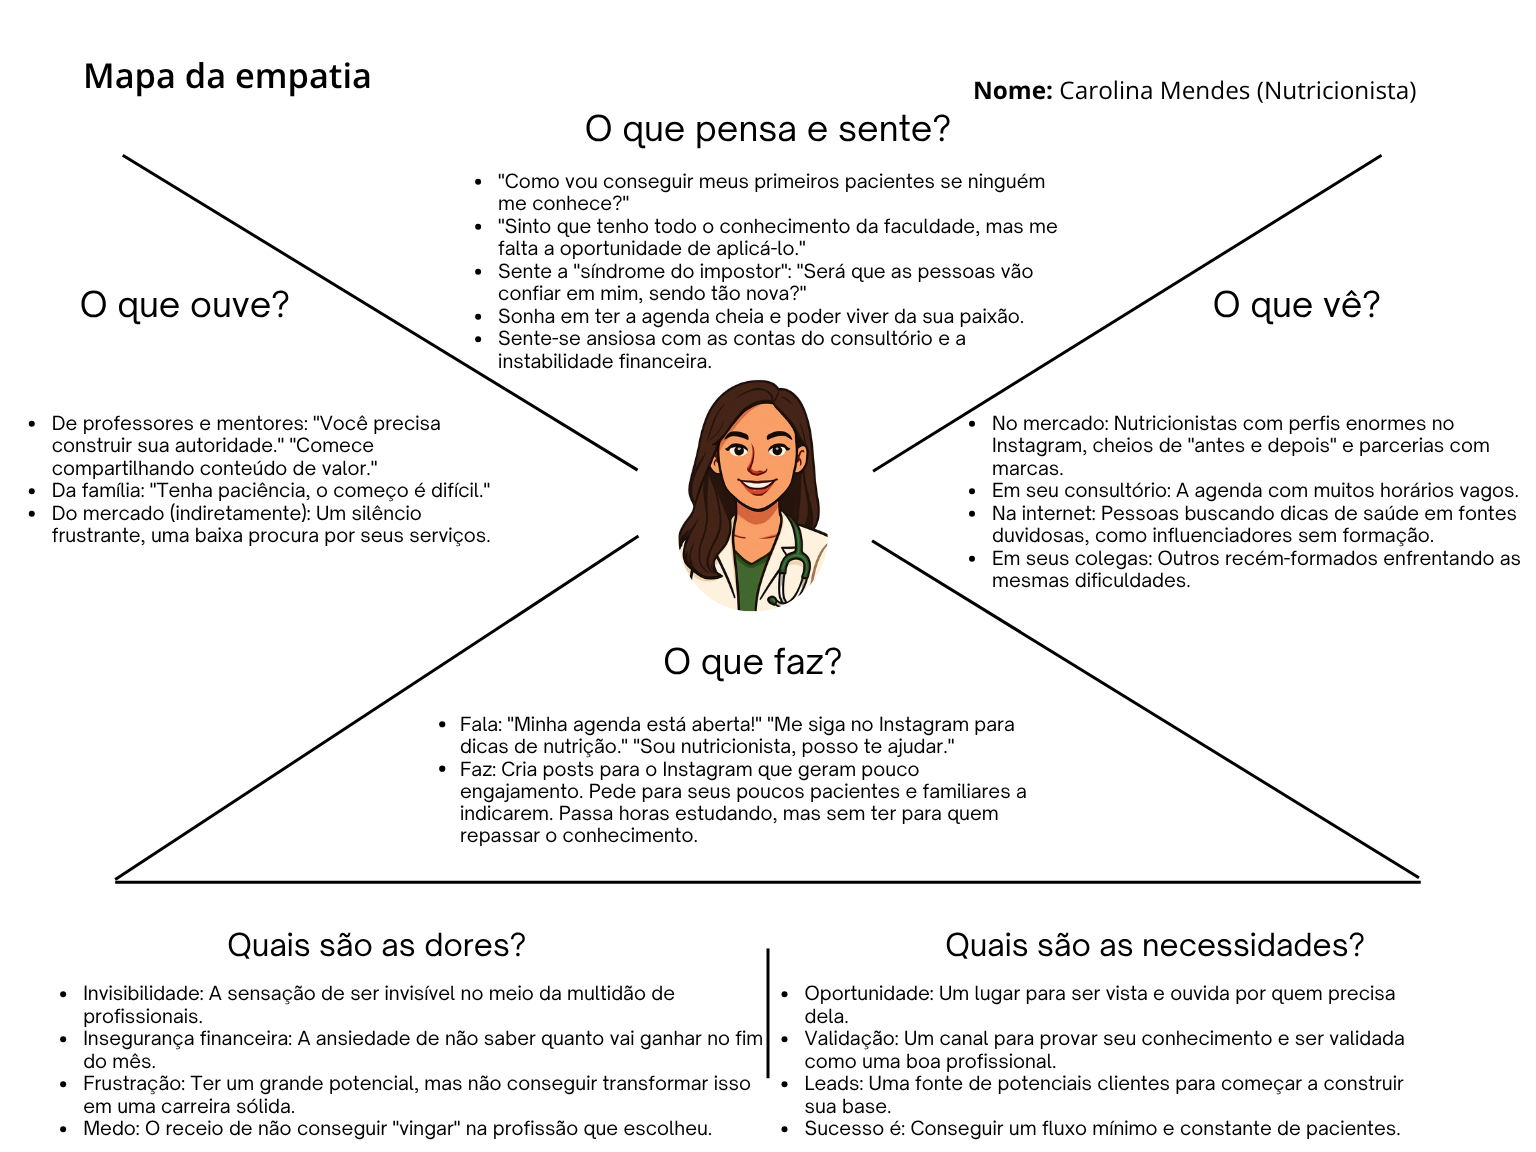 Mapa da empatia
Nome: Carolina Mendes (Nutricionista)
O que pensa e sente?
• "Como vou conseguir meus primeiros pacientes se ninguém
me conhece?"
• "Sinto que tenho todo o conhecimento da faculdade, mas me
falta a oportunidade de aplicá-lo."
• Sente a "síndrome do impostor": "Será que as pessoas vão
confiar em mim, sendo tão nova?"
• Sonha em ter a agenda cheia e poder viver da sua paixão.
• Sente-se ansiosa com as contas do consultório e a
instabilidade financeira.
O que ouve?
• De professores e mentores: "Você precisa
construir sua autoridade." "Comece
compartilhando conteúdo de valor."
• Da família: "Tenha paciência, o começo é difícil."
• Do mercado (indiretamente): Um silêncio
frustrante, uma baixa procura por seus serviços.
O que vê?
• No mercado: Nutricionistas com perfis enormes no
Instagram, cheios de "antes e depois" e parcerias com
marcas.
• Em seu consultório: A agenda com muitos horários vagos.
• Na internet: Pessoas buscando dicas de saúde em fontes
duvidosas, como influenciadores sem formação.
• Em seus colegas: Outros recém-formados enfrentando as
mesmas dificuldades.
O que faz?
• Fala: "Minha agenda está aberta!" "Me siga no Instagram para
dicas de nutrição." "Sou nutricionista, posso te ajudar."
• Faz: Cria posts para o Instagram que geram pouco
engajamento. Pede para seus poucos pacientes e familiares a
indicarem. Passa horas estudando, mas sem ter para quem
repassar o conhecimento.
Quais são as dores?
• Invisibilidade: A sensação de ser invisível no meio da multidão de
profissionais.
• Insegurança financeira: A ansiedade de não saber quanto vai ganhar no fim
do mês.
• Frustração: Ter um grande potencial, mas não conseguir transformar isso
em uma carreira sólida.
• Medo: O receio de não conseguir "vingar" na profissão que escolheu.
Quais são as necessidades?
• Oportunidade: Um lugar para ser vista e ouvida por quem precisa
dela.
• Validação: Um canal para provar seu conhecimento e ser validada
como uma boa profissional.
• Leads: Uma fonte de potenciais clientes para começar a construir
sua base.
• Sucesso é: Conseguir um fluxo mínimo e constante de pacientes.